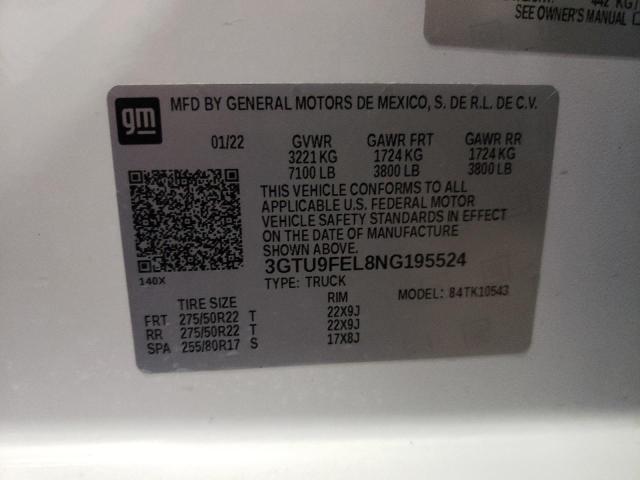 442 KG
SEE OWNER'S MANUAL
gm
MFD BY GENERAL MOTORS DE MEXICO, S. DE R.L. DE C.V.
01/22 GVWR GAWR FRT GAWR RR
3221 KG 1724 KG 1724 KG
7100 LB 3800 LB 3800 LB
THIS VEHICLE CONFORMS TO ALL
APPLICABLE U.S. FEDERAL MOTOR
VEHICLE SAFETY STANDARDS IN EFFECT
ON THE DATE OF MANUFACTURE
SHOWN ABOVE.
3GTU9FEL8NG195524
140X
TYPE: TRUCK
MODEL: 84TK10543
TIRE SIZE RIM
FRT 275/50R22 T 22X9J
RR 275/50R22 T 22X9J
SPA 255/80R17 S 17X8J